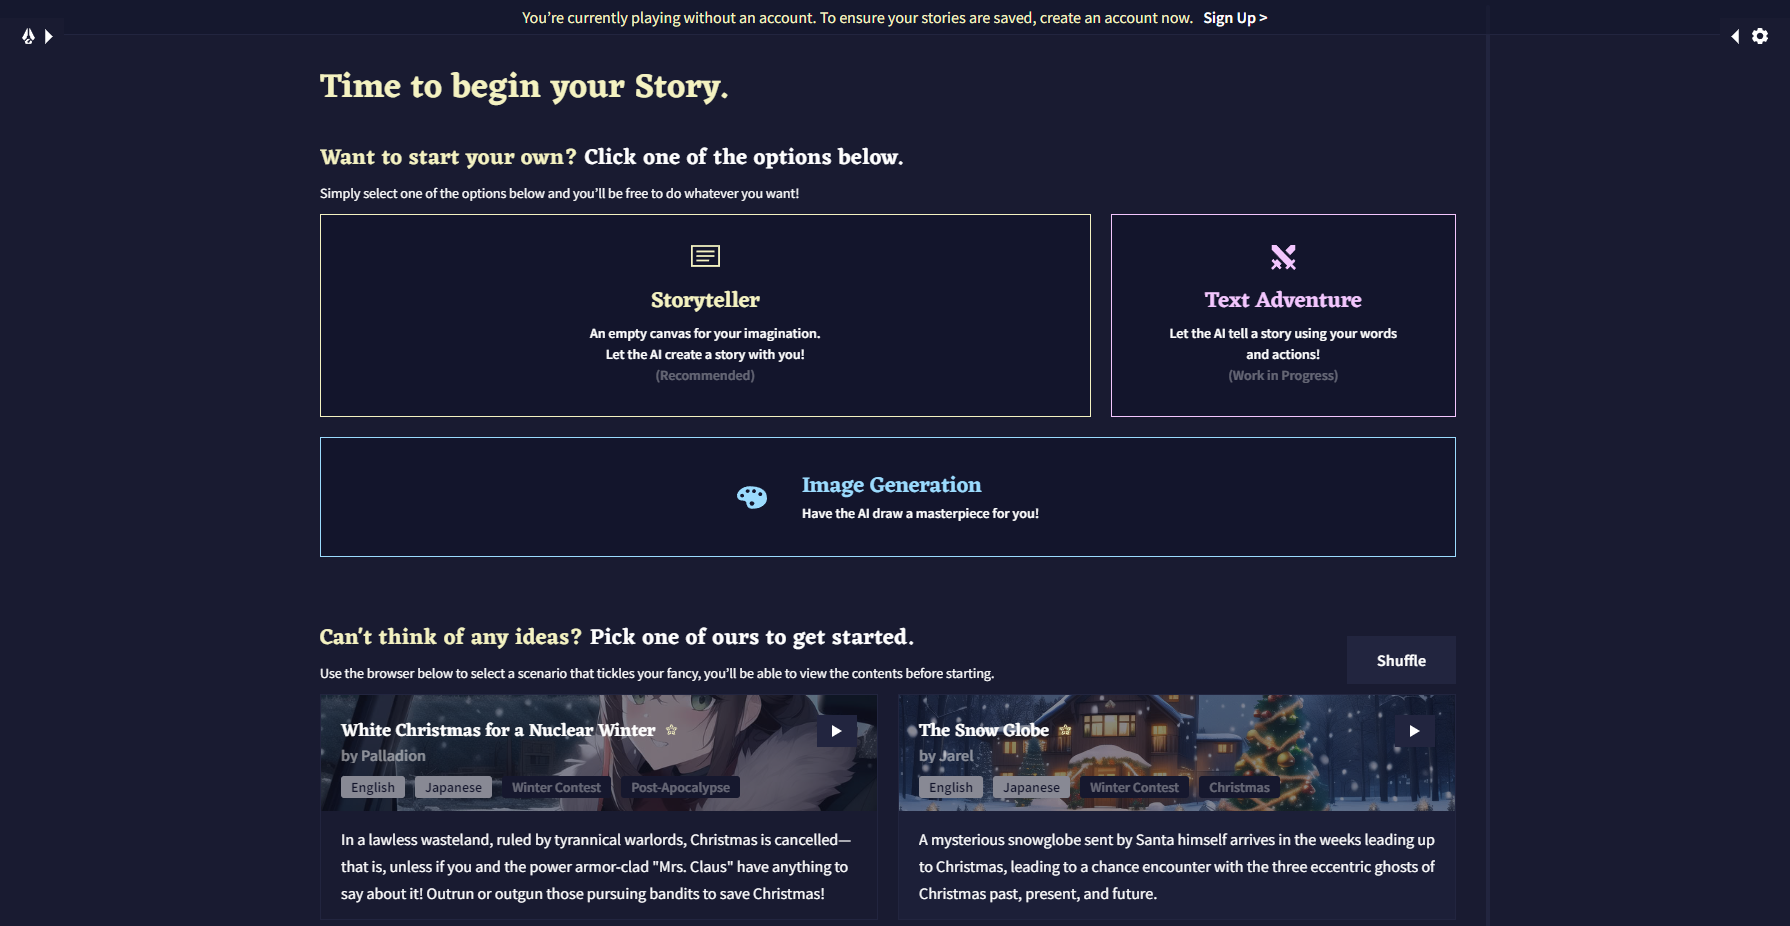 You're currently playing without an account. To ensure your stories are saved, create an account now. Sign Up >
Time to begin your Story.
Want to start your own? Click one of the options below.
Simply select one of the options below and you'll be free to do whatever you want!
Storyteller
An empty canvas for your imagination.
Let the AI create a story with you!
(Recommended)
Text Adventure
Let the AI tell a story using your words
and actions!
(Work in Progress)
Image Generation
Have the AI draw a masterpiece for you!
Can't think of any ideas? Pick one of ours to get started.
Use the browser below to select a scenario that tickles your fancy, you'll be able to view the contents before starting.
Shuffle
White Christmas for a Nuclear Winter
by Palladion
English Japanese Winter Contest Post-Apocalypse
In a lawless wasteland, ruled by tyrannical warlords, Christmas is cancelled—
that is, unless if you and the power armor-clad "Mrs. Claus" have anything to
say about it! Outrun or outgun those pursuing bandits to save Christmas!
The Snow Globe
by Jarel
English Japanese Winter Contest Christmas
A mysterious snowglobe sent by Santa himself arrives in the weeks leading up
to Christmas, leading to a chance encounter with the three eccentric ghosts of
Christmas past, present, and future.